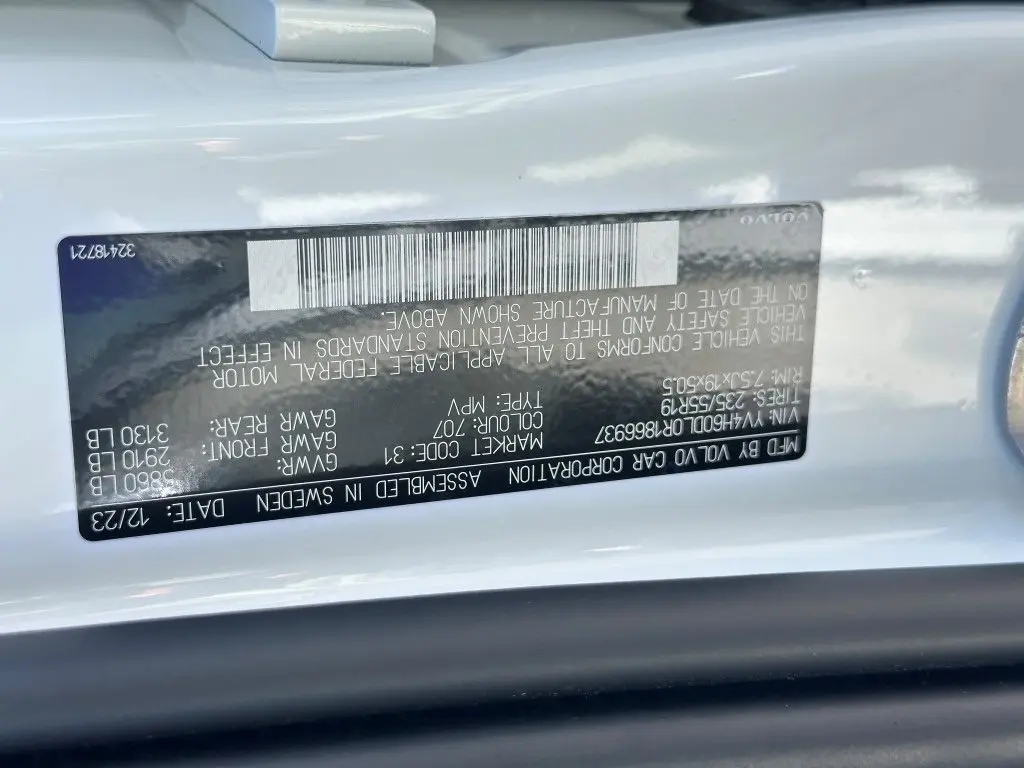 MFD BY VOLVO CAR CORPORATION ASSEMBLED IN SWEDEN DATE: 12/23
VIN: YV4H60DL0R1866937
TIRES: 235/55R19
RIM: 7.5Jx19x50.5
MARKET CODE: 31
COLOUR: 707
TYPE: MPV
GVWR: 5860 LB
GAWR FRONT: 2910 LB
GAWR REAR: 3130 LB
THIS VEHICLE CONFORMS TO ALL APPLICABLE FEDERAL MOTOR
VEHICLE SAFETY AND THEFT PREVENTION STANDARDS IN EFFECT
ON THE DATE OF MANUFACTURE SHOWN ABOVE.
VOLVO
32418721